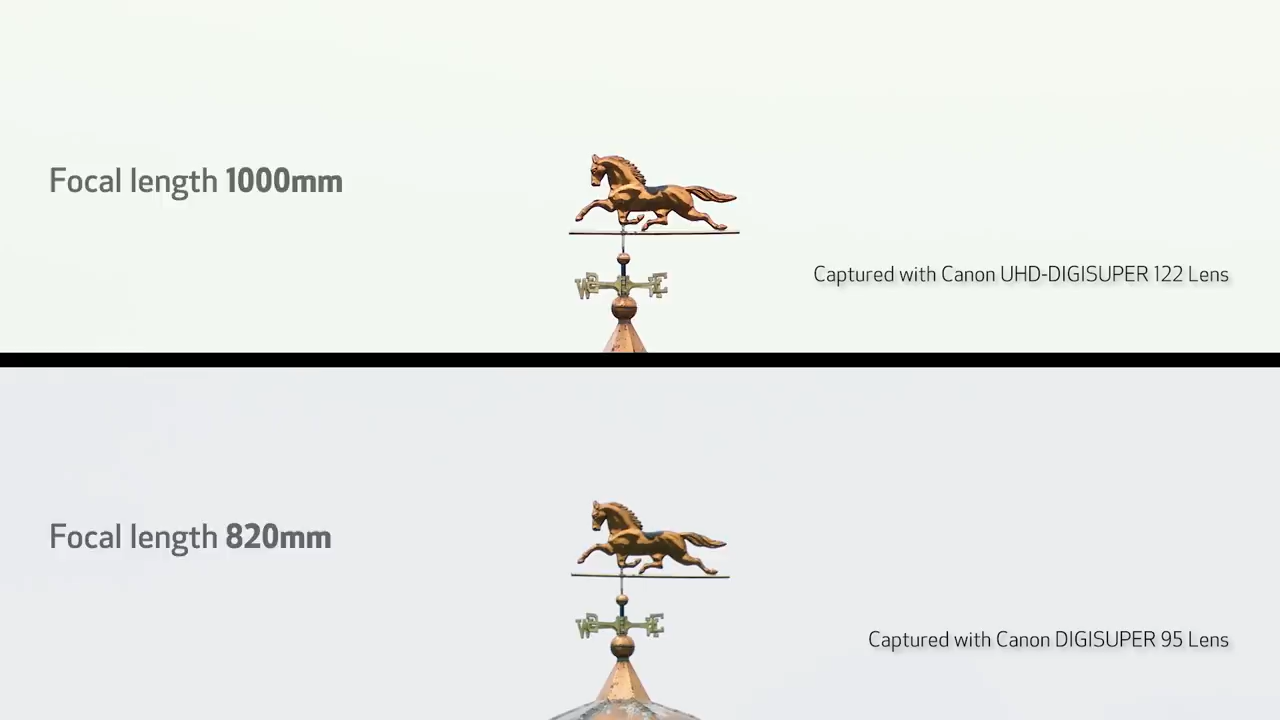 Focal length 1000mm
Captured with Canon UHD-DIGISUPER 122 Lens
Focal length 820mm
Captured with Canon DIGISUPER 95 Lens